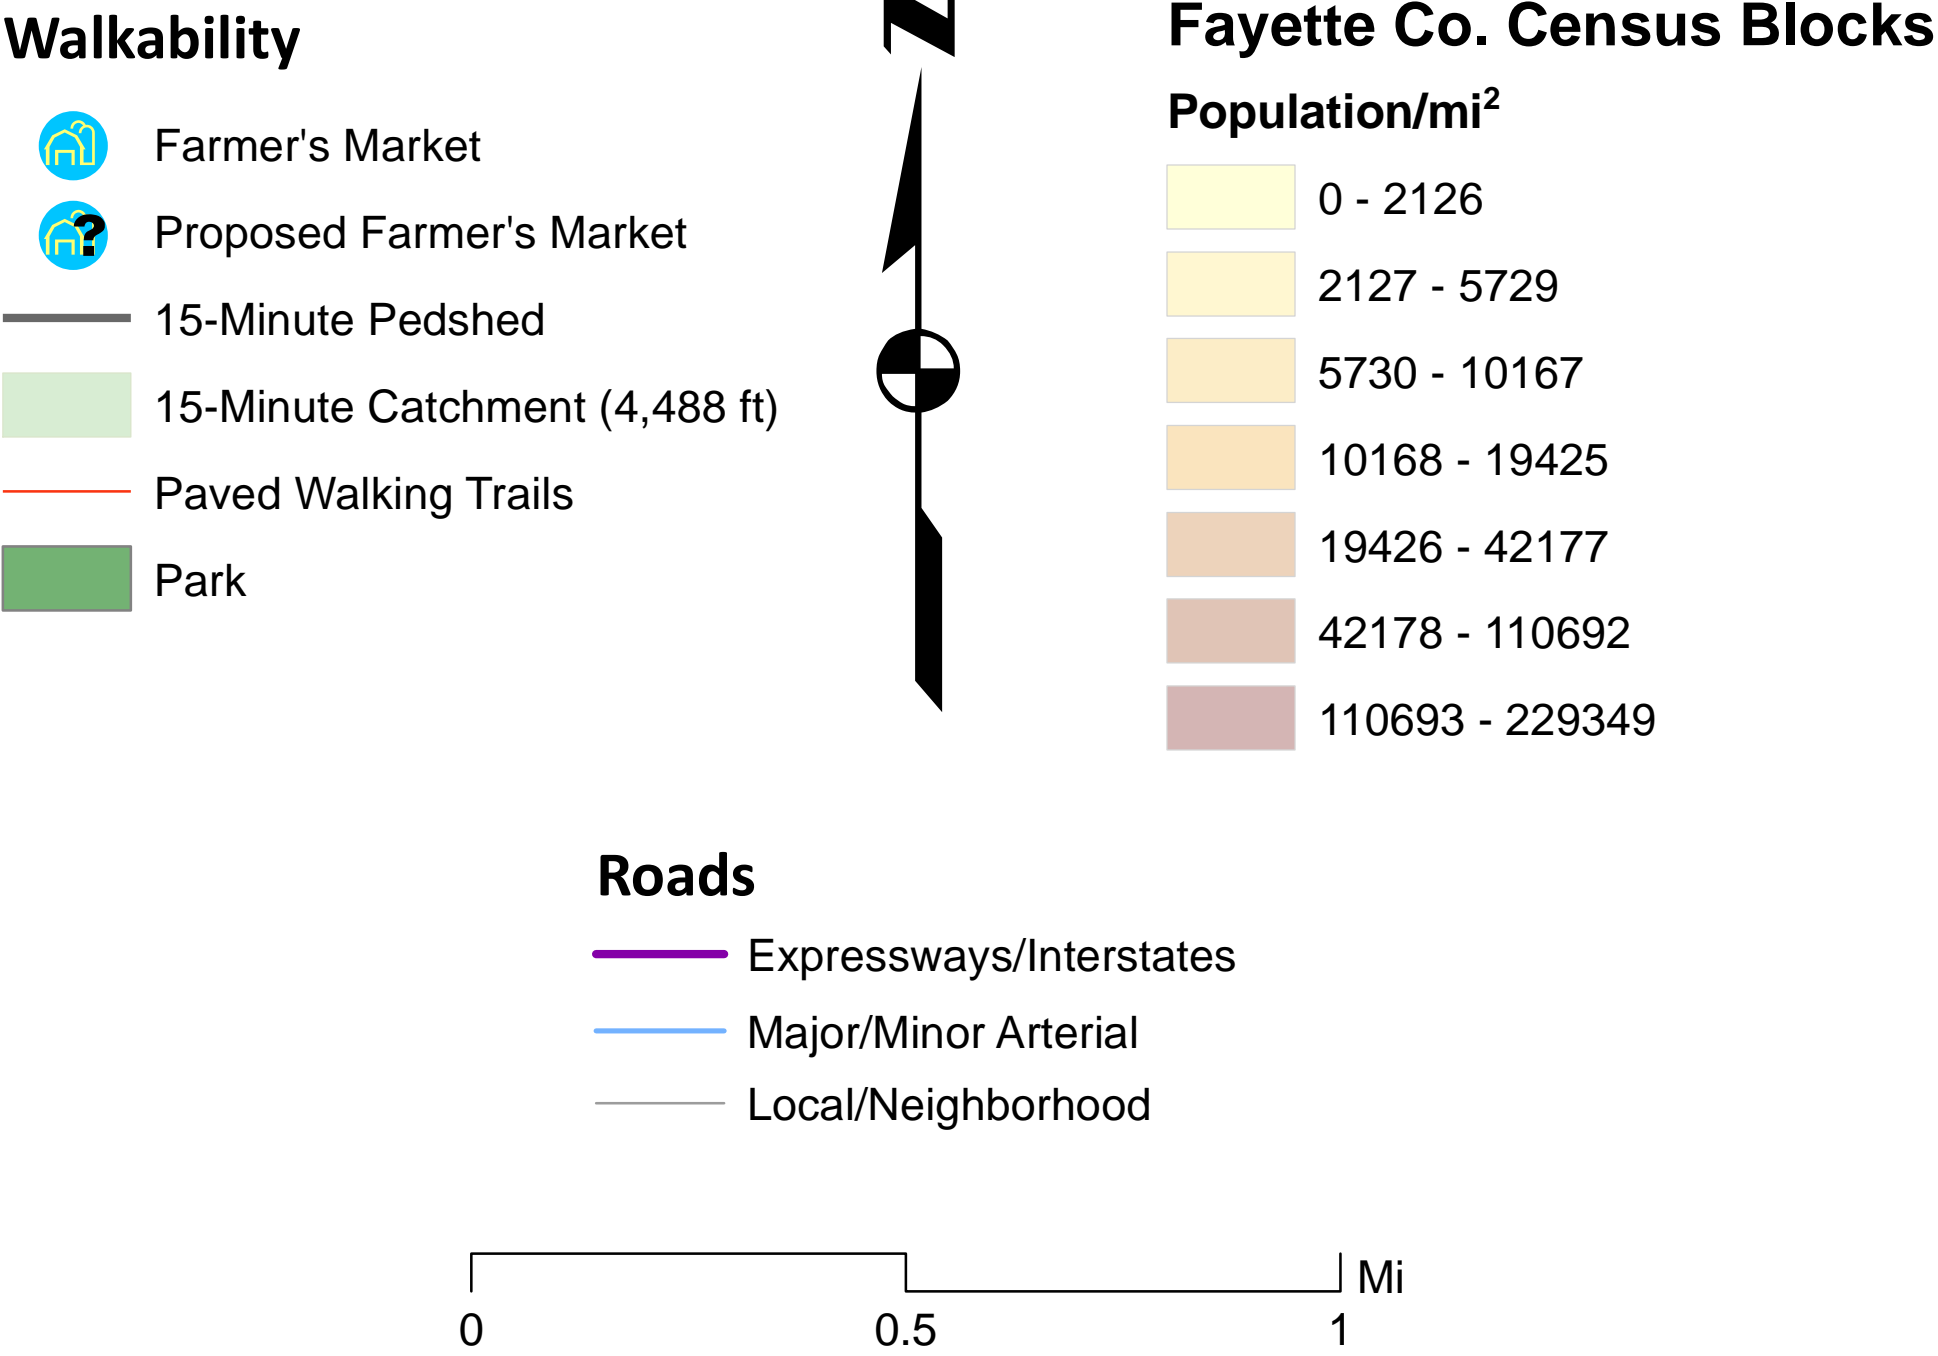 Walkability
Farmer's Market
? Proposed Farmer's Market
15-Minute Pedshed
15-Minute Catchment (4,488 ft)
Paved Walking Trails
Park
Fayette Co. Census Blocks
Population/mi²
0 - 2126
2127 - 5729
5730 - 10167
10168 - 19425
19426 - 42177
42178 - 110692
110693 - 229349
Roads
Expressways/Interstates
Major/Minor Arterial
Local/Neighborhood
Mi
0 0.5 1